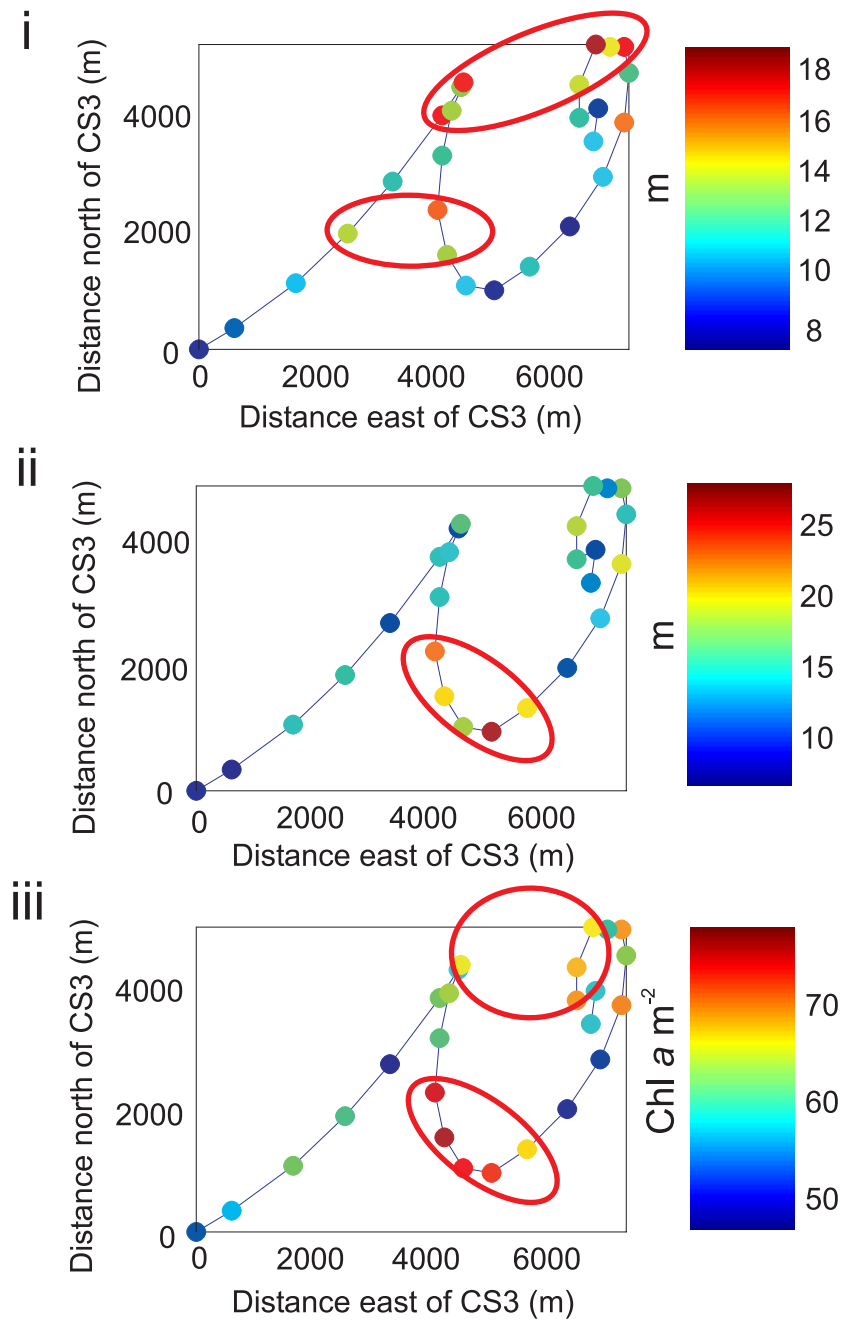 i
Distance north of CS3 (m)
4000
2000
0
0 2000 4000 6000
Distance east of CS3 (m)
18
16
14
12
10
8
m
ii
Distance north of CS3 (m)
4000
2000
0
0 2000 4000 6000
Distance east of CS3 (m)
25
20
15
10
m
iii
Distance north of CS3 (m)
4000
2000
0
0 2000 4000 6000
Distance east of CS3 (m)
70
60
50
Chl a m⁻²